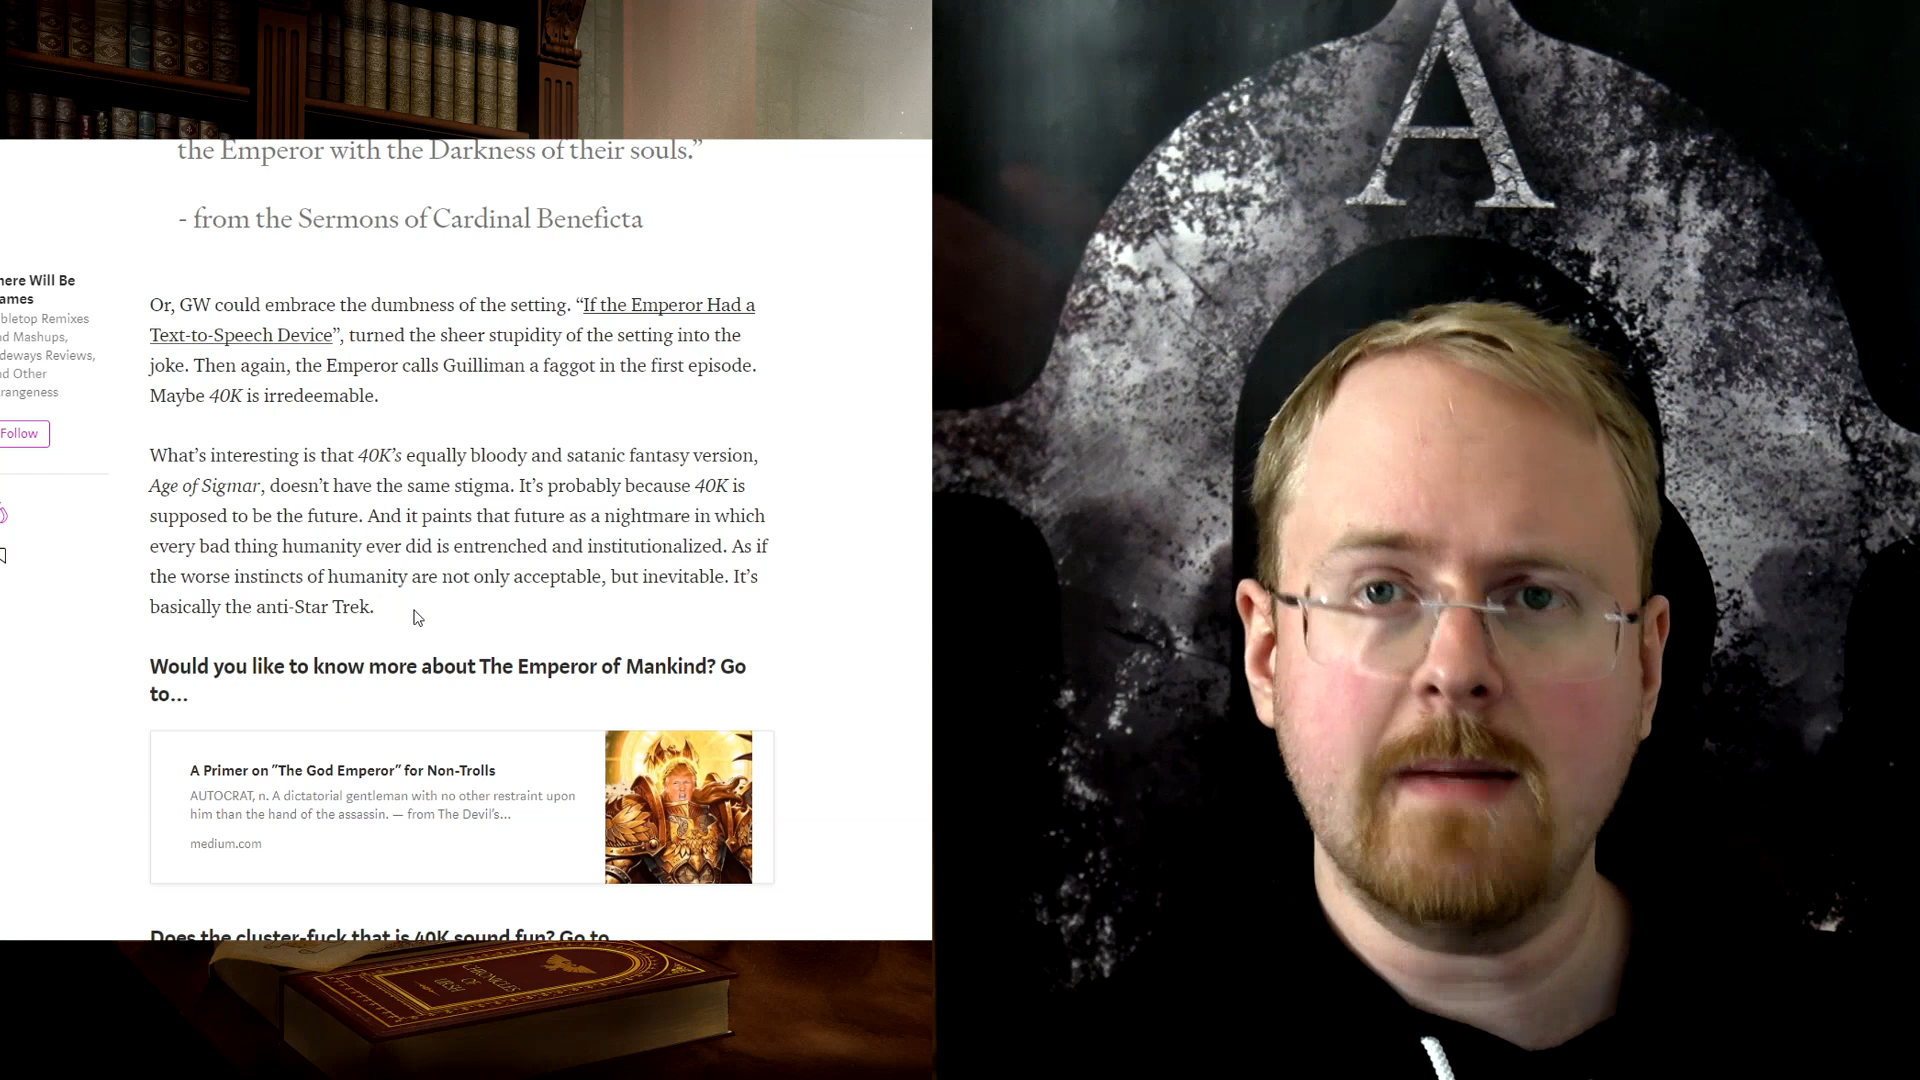 the Emperor with the Darkness of their souls.”
- from the Sermons of Cardinal Beneficta
here Will Be
ames
bletop Remixes
nd Mashups,
deways Reviews,
nd Other
rangeness
Follow
Or, GW could embrace the dumbness of the setting. “If the Emperor Had a
Text-to-Speech Device”, turned the sheer stupidity of the setting into the
joke. Then again, the Emperor calls Guilliman a faggot in the first episode.
Maybe 40K is irredeemable.
What’s interesting is that 40K’s equally bloody and satanic fantasy version,
Age of Sigmar, doesn’t have the same stigma. It’s probably because 40K is
supposed to be the future. And it paints that future as a nightmare in which
every bad thing humanity ever did is entrenched and institutionalized. As if
the worse instincts of humanity are not only acceptable, but inevitable. It’s
basically the anti-Star Trek.
Would you like to know more about The Emperor of Mankind? Go
to…
A Primer on “The God Emperor” for Non-Trolls
AUTOCRAT, n. A dictatorial gentleman with no other restraint upon
him than the hand of the assassin. — from The Devil’s…
medium.com
Does the cluster-fuck that is 40K sound fun? Go to
CHRONICLES
OF
URSH
A